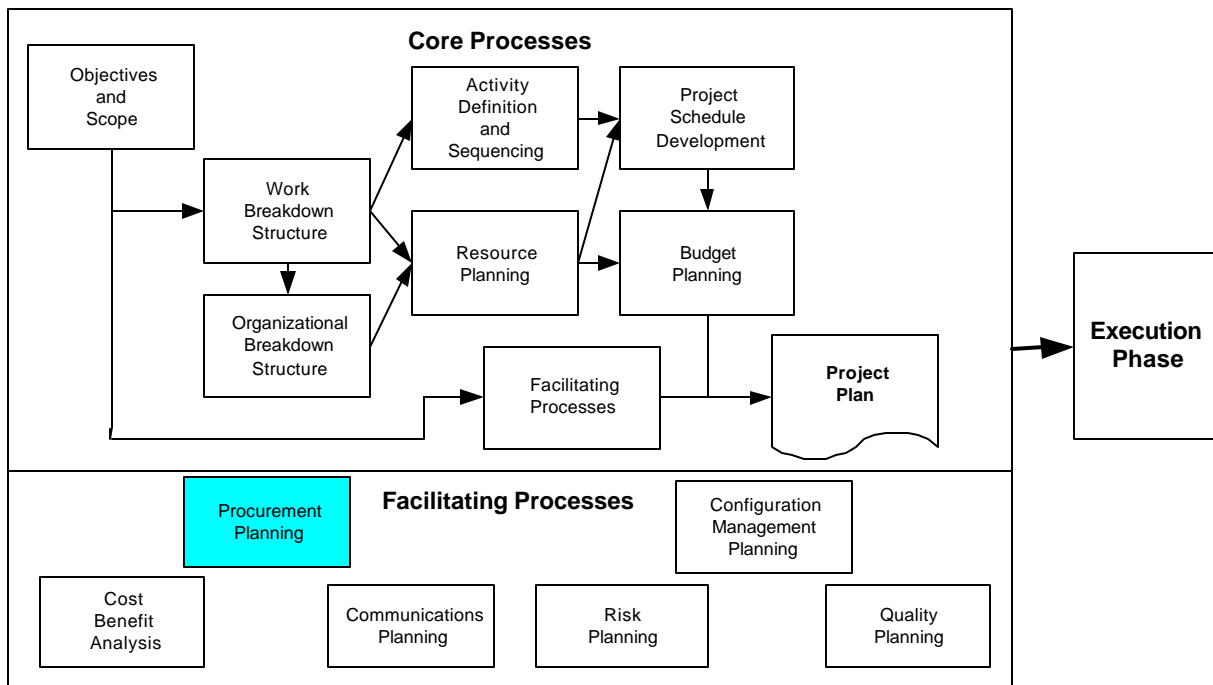 Core Processes
Objectives
and
Scope
Activity
Definition
and
Sequencing
Project
Schedule
Development
Work
Breakdown
Structure
Resource
Planning
Budget
Planning
Organizational
Breakdown
Structure
Facilitating
Processes
Project
Plan
Execution
Phase
Facilitating Processes
Procurement
Planning
Configuration
Management
Planning
Cost
Benefit
Analysis
Communications
Planning
Risk
Planning
Quality
Planning